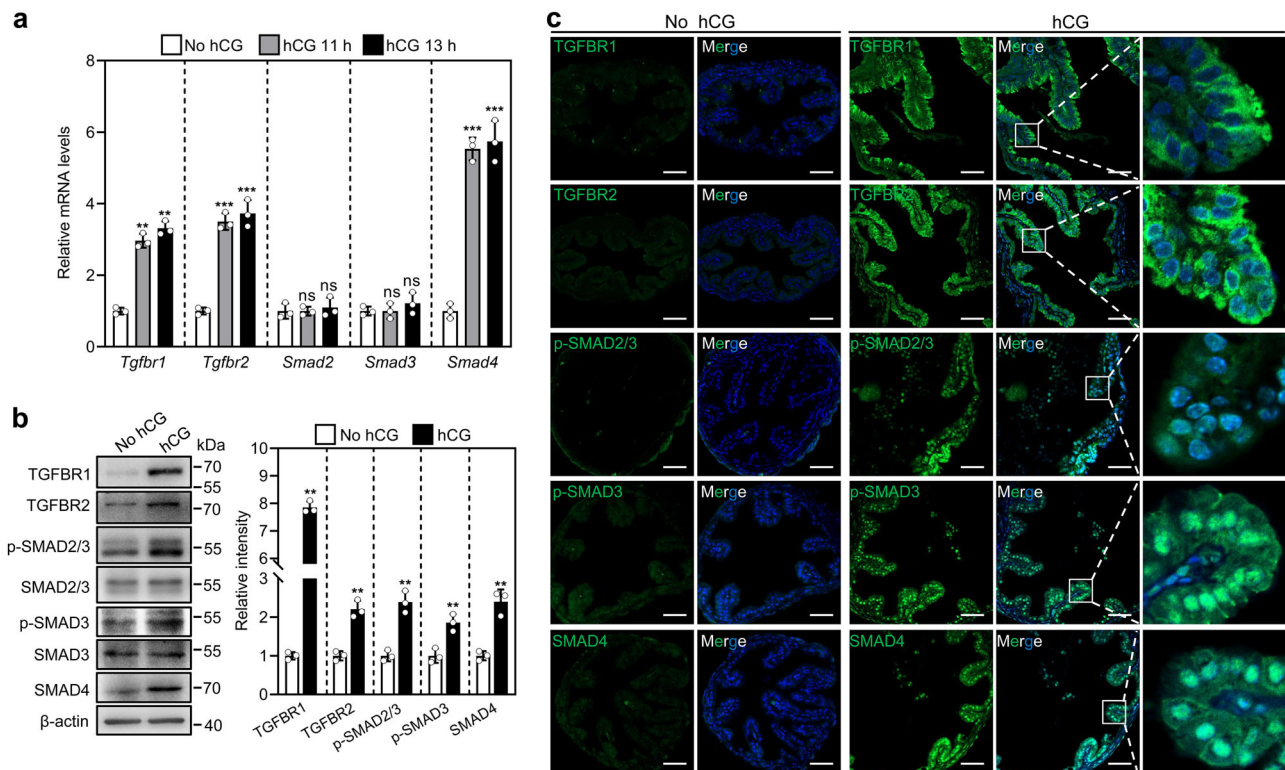 a
No hCG hCG 11 h hCG 13 h
Relative mRNA levels
8
6
4
2
0
** **
*** ***
ns ns
ns ns
*** ***
Tgfbr1 Tgfbr2 Smad2 Smad3 Smad4
b
No hCG hCG kDa
TGFBR1 70
55
TGFBR2 70
p-SMAD2/3 55
SMAD2/3 55
p-SMAD3 55
SMAD3 55
SMAD4 70
β-actin 40
No hCG hCG
Relative intensity
10
9
8
7
6
3
2
1
0
** ** ** ** **
TGFBR1 TGFBR2 p-SMAD2/3 p-SMAD3 SMAD4
c
No hCG hCG
TGFBR1 Merge TGFBR1 Merge
TGFBR2 Merge TGFBR2 Merge
p-SMAD2/3 Merge p-SMAD2/3 Merge
p-SMAD3 Merge p-SMAD3 Merge
SMAD4 Merge SMAD4 Merge